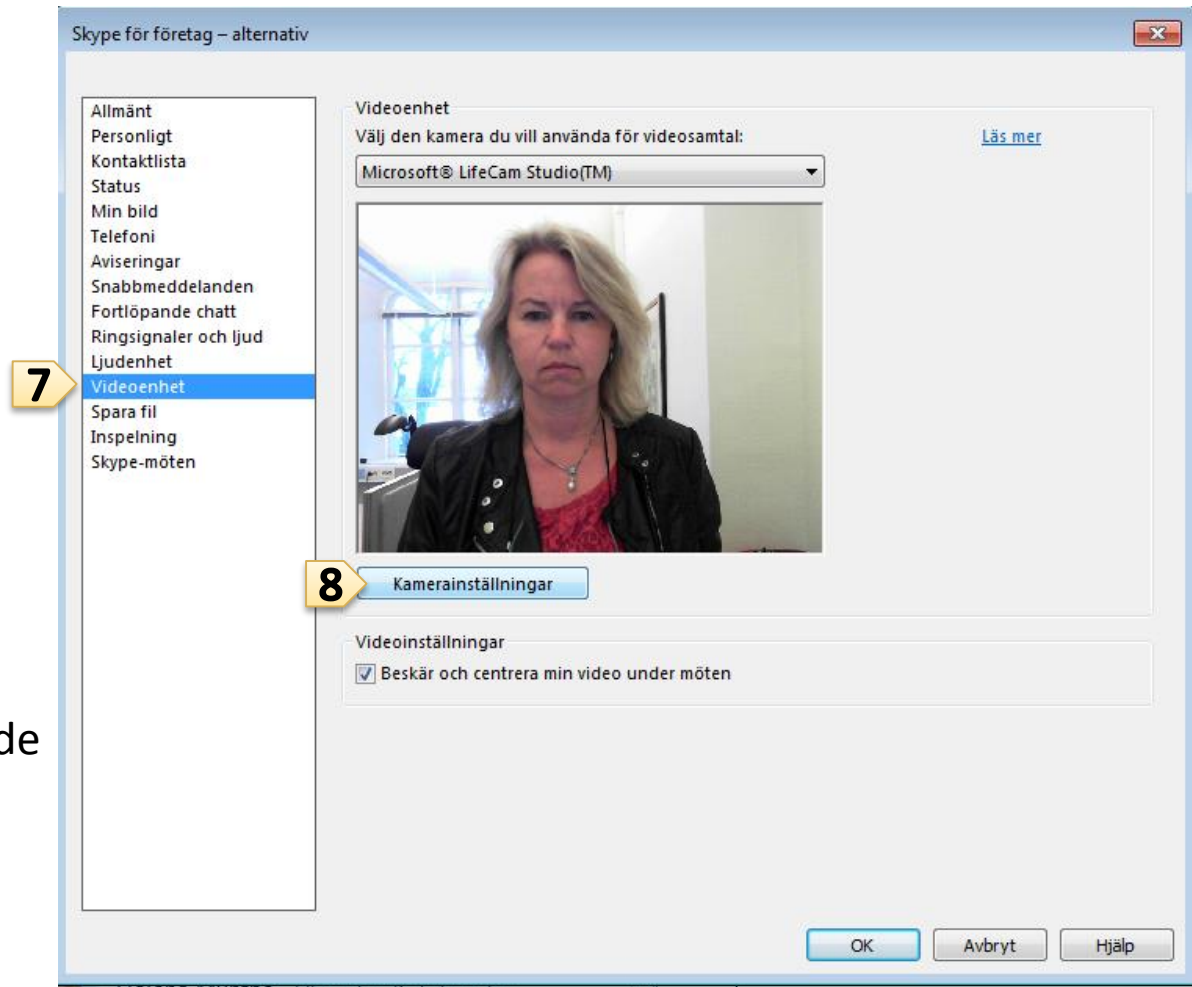 Skype för företag – alternativ
Allmänt
Personligt
Kontaktlista
Status
Min bild
Telefoni
Aviseringar
Snabbmeddelanden
Fortlöpande chatt
Ringsignaler och ljud
Ljudenhet
7
Videoenhet
Spara fil
Inspelning
Skype-möten
Videoenhet
Välj den kamera du vill använda för videosamtal:
Läs mer
Microsoft® LifeCam Studio(TM)
8
Kamerainställningar
Videoinställningar
Beskär och centrera min video under möten
de
OK
Avbryt
Hjälp